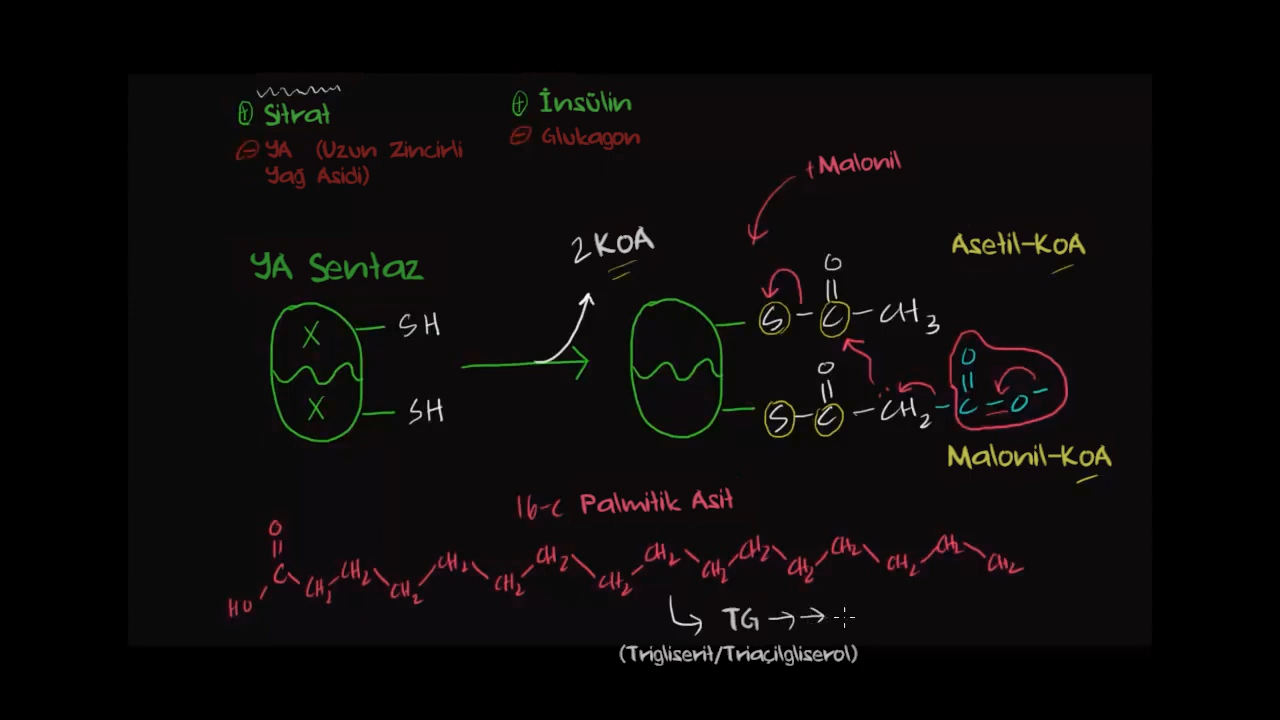 + Sitrat
- YA (Uzun Zincirli
Yağ Asidi)
+ İnsülin
- Glukagon
+Malonil
2 KOA
Asetil-KOA
YA Sentaz
X
SH
X
SH
O
S - C - CH3
O
S - C - CH2 - C - O -
O
Malonil-KOA
16-C Palmitik Asit
O
HO C CH2 CH2 CH2 CH2 CH2 CH2 CH2 CH2 CH2 CH2 CH2 CH2 CH2 CH2 CH2
TG →→
(Trigliserit/Triaçilgliserol)